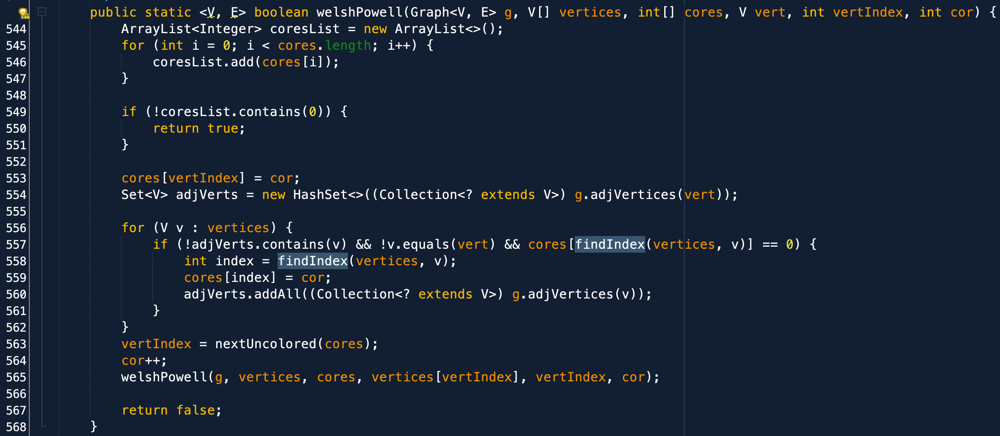 public static <V, E> boolean welshPowell(Graph<V, E> g, V[] vertices, int[] cores, V vert, int vertIndex, int cor) {
544 ArrayList<Integer> coresList = new ArrayList<>();
545 for (int i = 0; i < cores.length; i++) {
546 coresList.add(cores[i]);
547 }
548
549 if (!coresList.contains(0)) {
550 return true;
551 }
552
553 cores[vertIndex] = cor;
554 Set<V> adjVerts = new HashSet<>((Collection<? extends V>) g.adjVertices(vert));
555
556 for (V v : vertices) {
557 if (!adjVerts.contains(v) && !v.equals(vert) && cores[findIndex(vertices, v)] == 0) {
558 int index = findIndex(vertices, v);
559 cores[index] = cor;
560 adjVerts.addAll((Collection<? extends V>) g.adjVertices(v));
561 }
562 }
563 vertIndex = nextUncolored(cores);
564 cor++;
565 welshPowell(g, vertices, cores, vertices[vertIndex], vertIndex, cor);
566
567 return false;
568 }